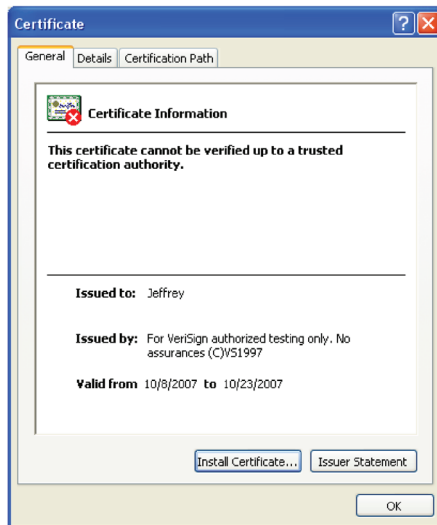 Certificate
General Details Certification Path
Certificate Information
This certificate cannot be verified up to a trusted
certification authority.
Issued to: Jeffrey
Issued by: For VeriSign authorized testing only. No
assurances (C)VS1997
Valid from 10/8/2007 to 10/23/2007
Install Certificate... Issuer Statement
OK